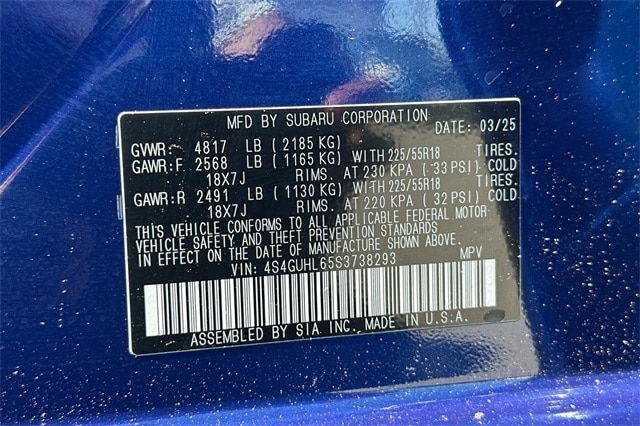 MFD BY SUBARU CORPORATION
DATE: 03/25
GVWR: 4817 LB (2185 KG)
GAWR:F 2568 LB (1165 KG) WITH 225/55R18 TIRES.
18X7J RIMS. AT 230 KPA (33 PSI) COLD
GAWR:R 2491 LB (1130 KG) WITH 225/55R18 TIRES.
18X7J RIMS. AT 220 KPA (32 PSI) COLD.
THIS VEHICLE CONFORMS TO ALL APPLICABLE FEDERAL MOTOR
VEHICLE SAFETY AND THEFT PREVENTION STANDARDS
IN EFFECT ON THE DATE OF MANUFACTURE SHOWN ABOVE.
VIN: 4S4GUHL65S3738293 MPV
ASSEMBLED BY SIA INC. MADE IN U.S.A.